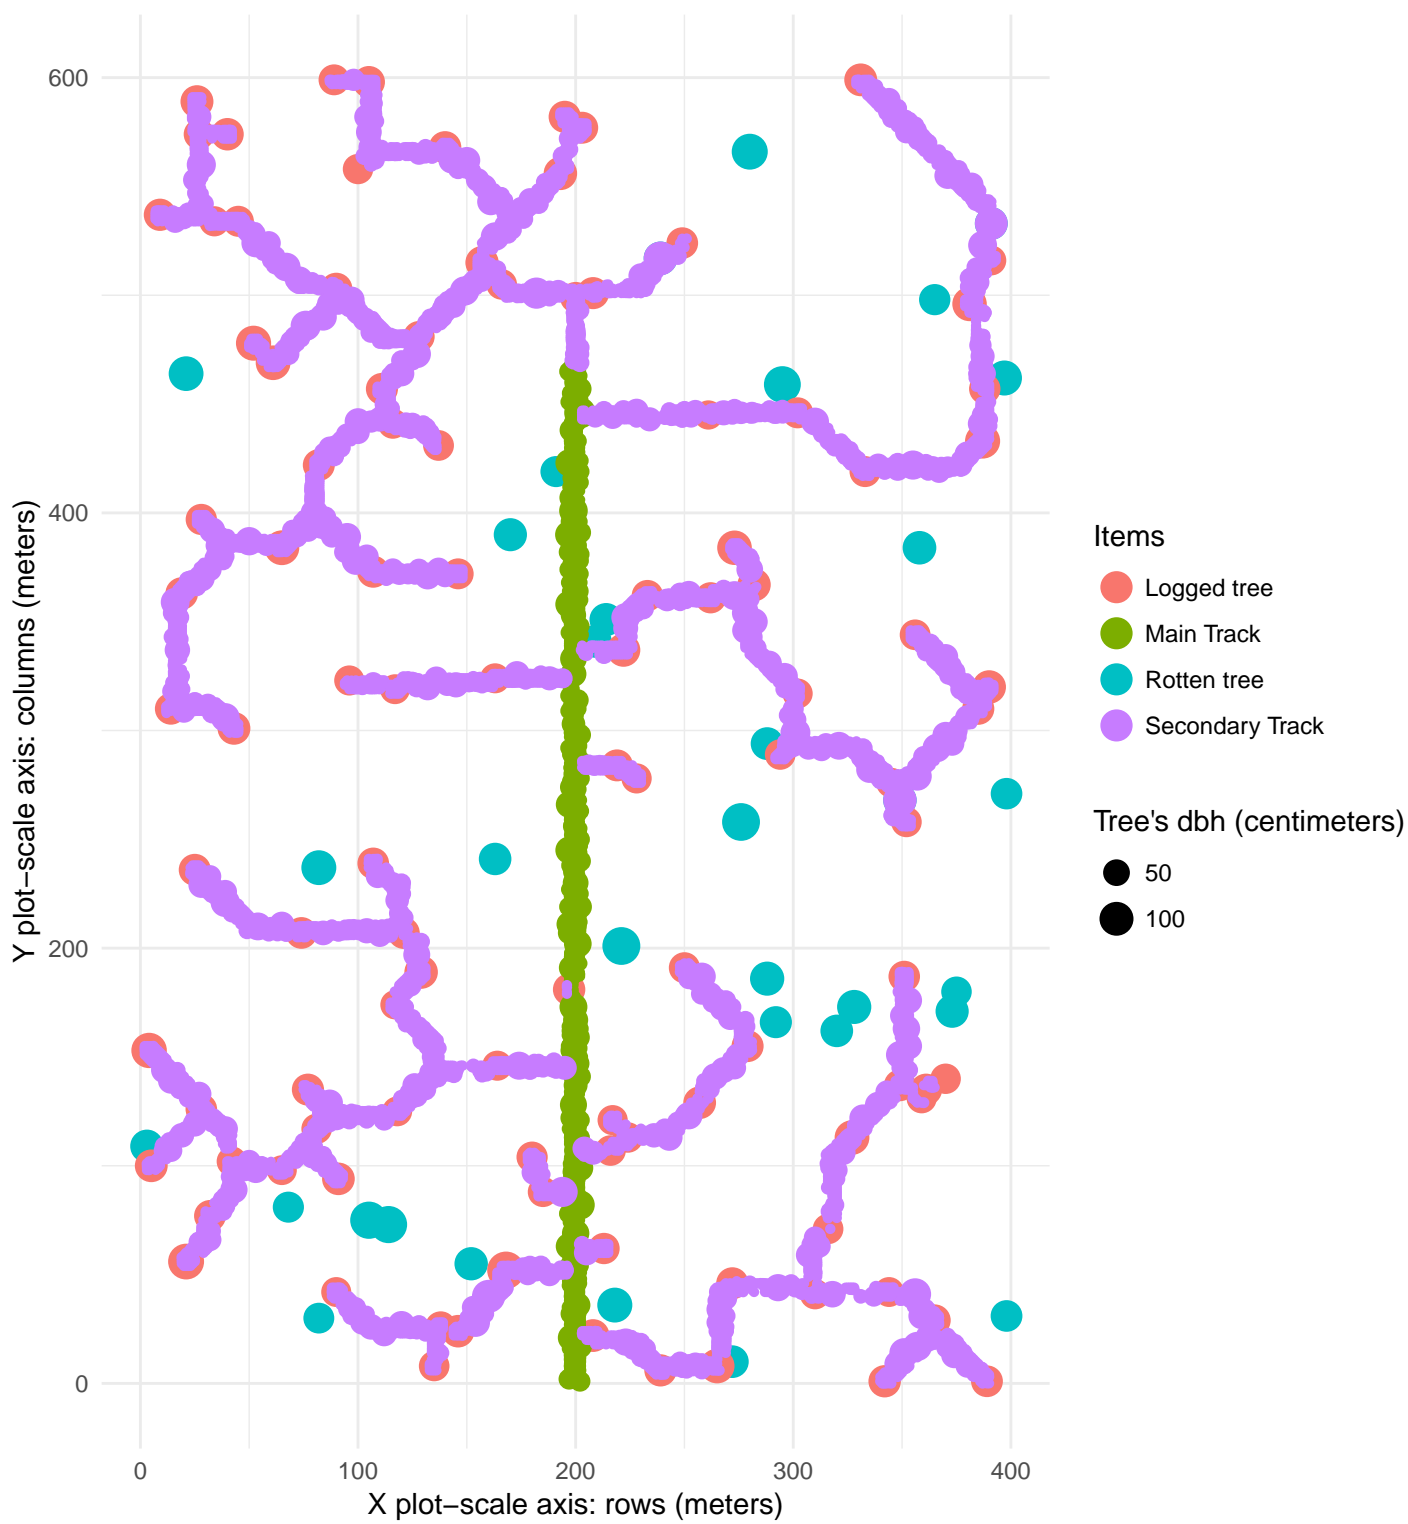 600
400
200
0
Y plot−scale axis: columns (meters)
0
100
200
300
400
X plot−scale axis: rows (meters)
Items
Logged tree
Main Track
Rotten tree
Secondary Track
Tree's dbh (centimeters)
50
100